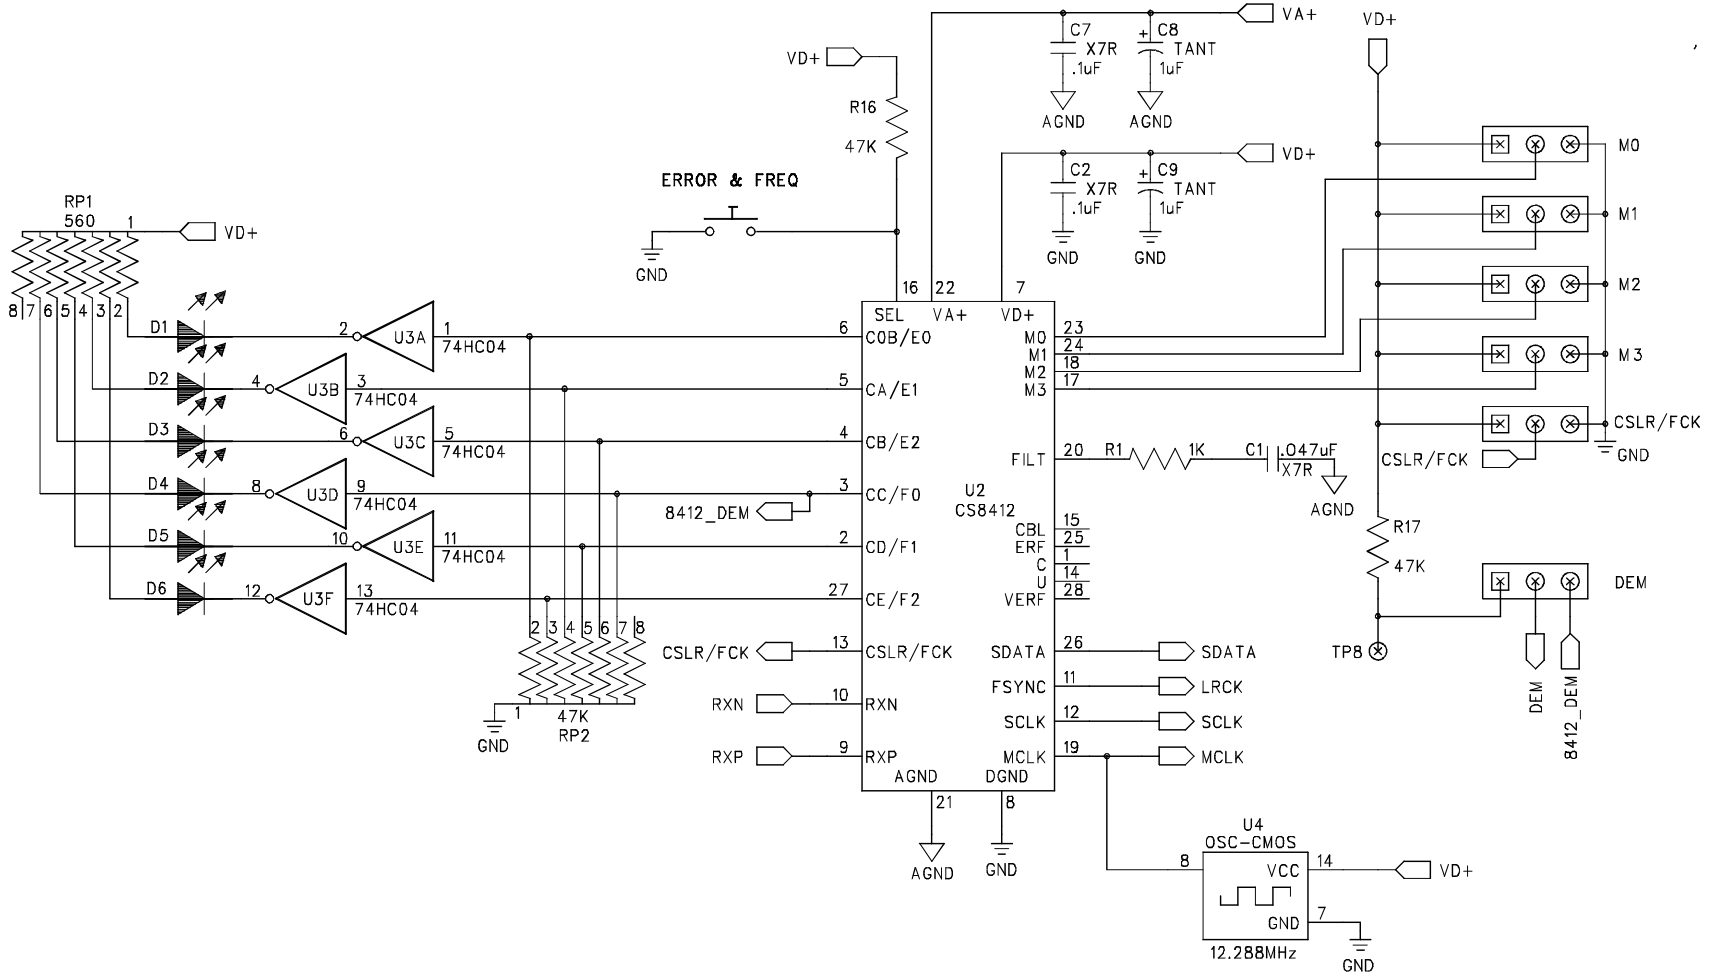 VA+
C7
X7R
.1uF
AGND
C8
TANT
1uF
AGND
VD+
VD+
R16
47K
ERROR & FREQ
GND
VD+
C2
X7R
.1uF
GND
C9
TANT
1uF
GND
RP1
560
1
VD+
8 7 6 5 4 3 2
D1
2
U3A
1
74HC04
D2
4
U3B
3
74HC04
D3
6
U3C
5
74HC04
D4
8
U3D
9
74HC04
D5
10
U3E
11
74HC04
D6
12
U3F
13
74HC04
8412_DEM
2 3 4 5 6 7 8
1
47K
RP2
GND
CSLR/FCK
RXN
RXP
16
22
7
SEL
VA+
VD+
6
C0B/E0
5
CA/E1
4
CB/E2
3
CC/F0
2
CD/F1
27
CE/F2
13
CSLR/FCK
10
RXN
9
RXP
U2
CS8412
M0
23
M1
24
M2
18
M3
17
FILT
20
CBL
15
ERF
25
C
1
U
14
VERF
28
SDATA
26
FSYNC
11
SCLK
12
MCLK
19
AGND
DGND
21
8
AGND
GND
R1
1K
C1
.047uF
X7R
AGND
SDATA
LRCK
SCLK
MCLK
M0
M1
M2
M3
CSLR/FCK
CSLR/FCK
GND
R17
47K
TP8
DEM
DEM
8412_DEM
U4
OSC-CMOS
8
VCC
14
VD+
GND
7
12.288MHz
GND